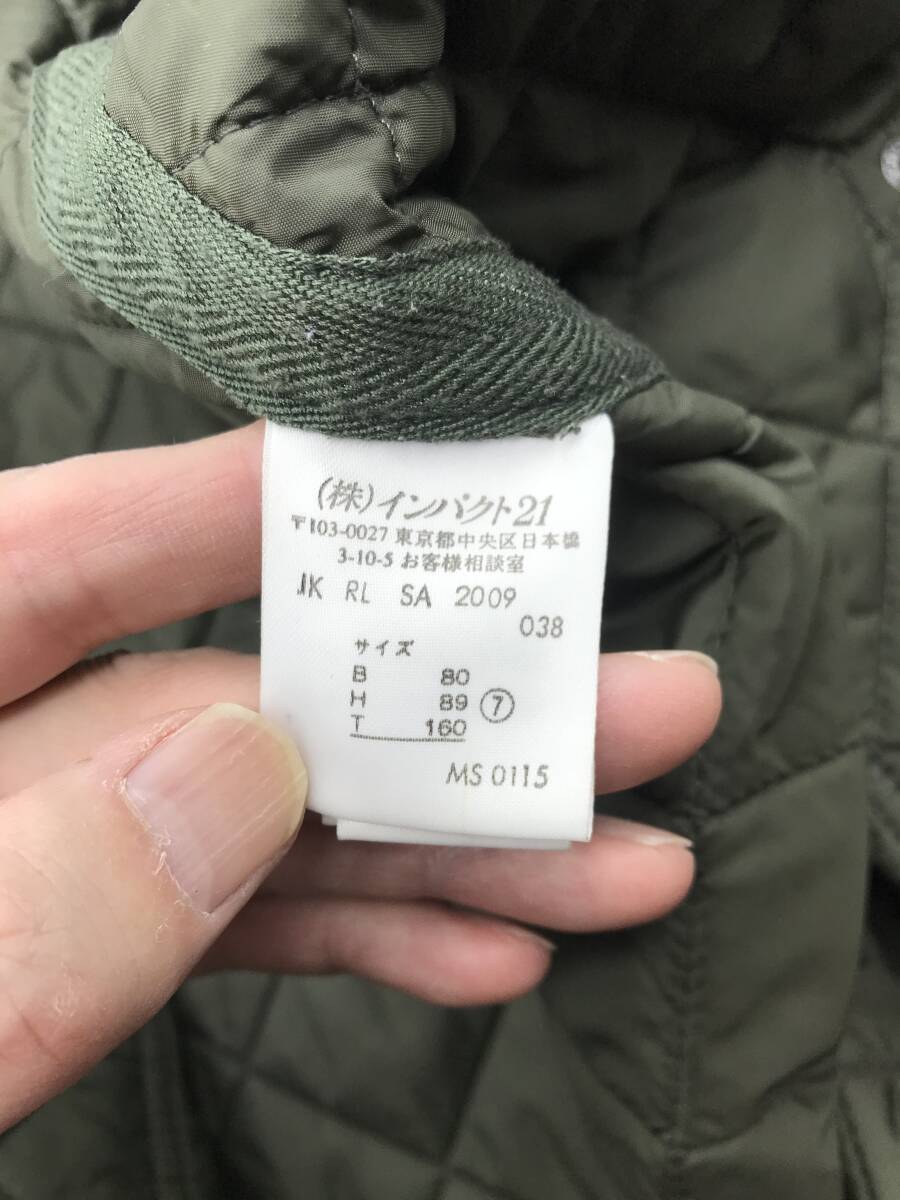 (株)インパクト21
〒103-0027 東京都中央区日本橋
3-10-5 お客様相談室
JK RL SA 2009
038
サイズ
B 80
H 89 ⑦
T 160
MS 0115